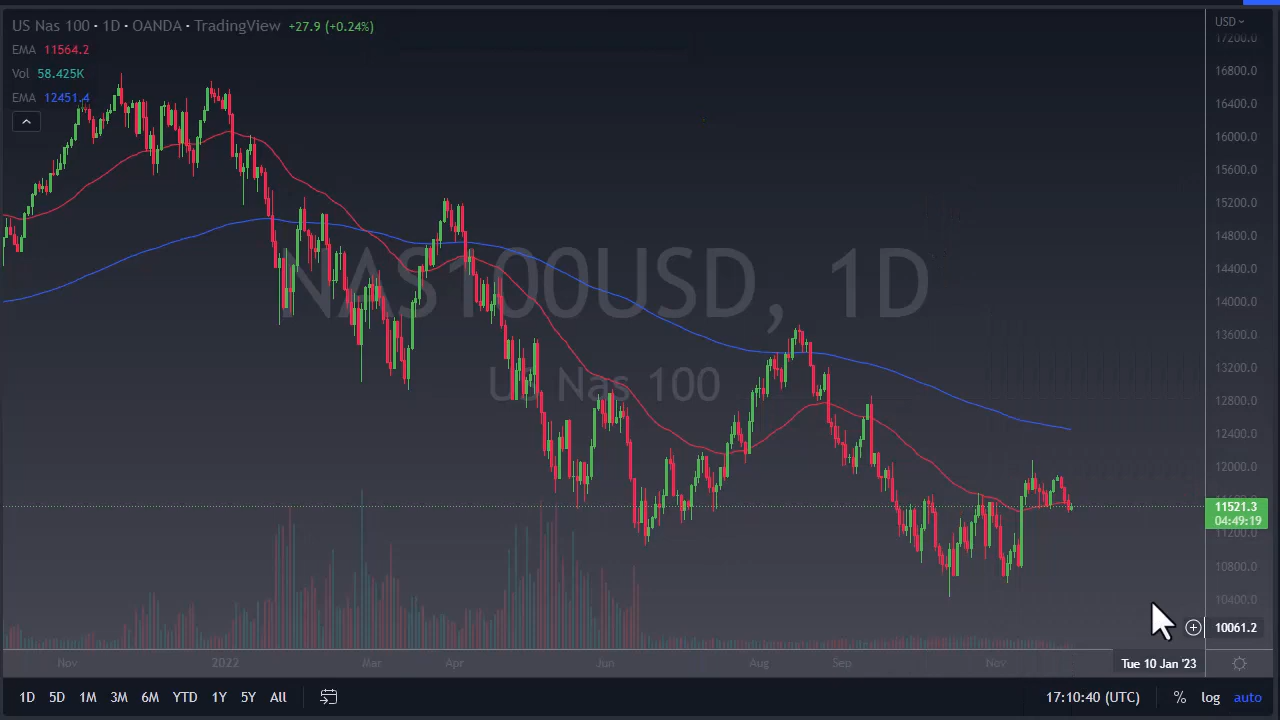 US Nas 100 · 1D · OANDA · TradingView +27.9 (+0.24%)
EMA 11564.2
Vol 58.425K
EMA 12451.4
USD
17200.0
16800.0
16400.0
16000.0
15600.0
15200.0
14800.0
14400.0
14000.0
13600.0
13200.0
12800.0
12400.0
12000.0
11521.3
04:49:19
11200.0
10800.0
10400.0
10061.2
NAS100USD, 1D
US Nas 100
Nov 2022 Mar Apr Jun Aug Sep Nov Tue 10 Jan '23
1D 5D 1M 3M 6M YTD 1Y 5Y All 17:10:40 (UTC) % log auto